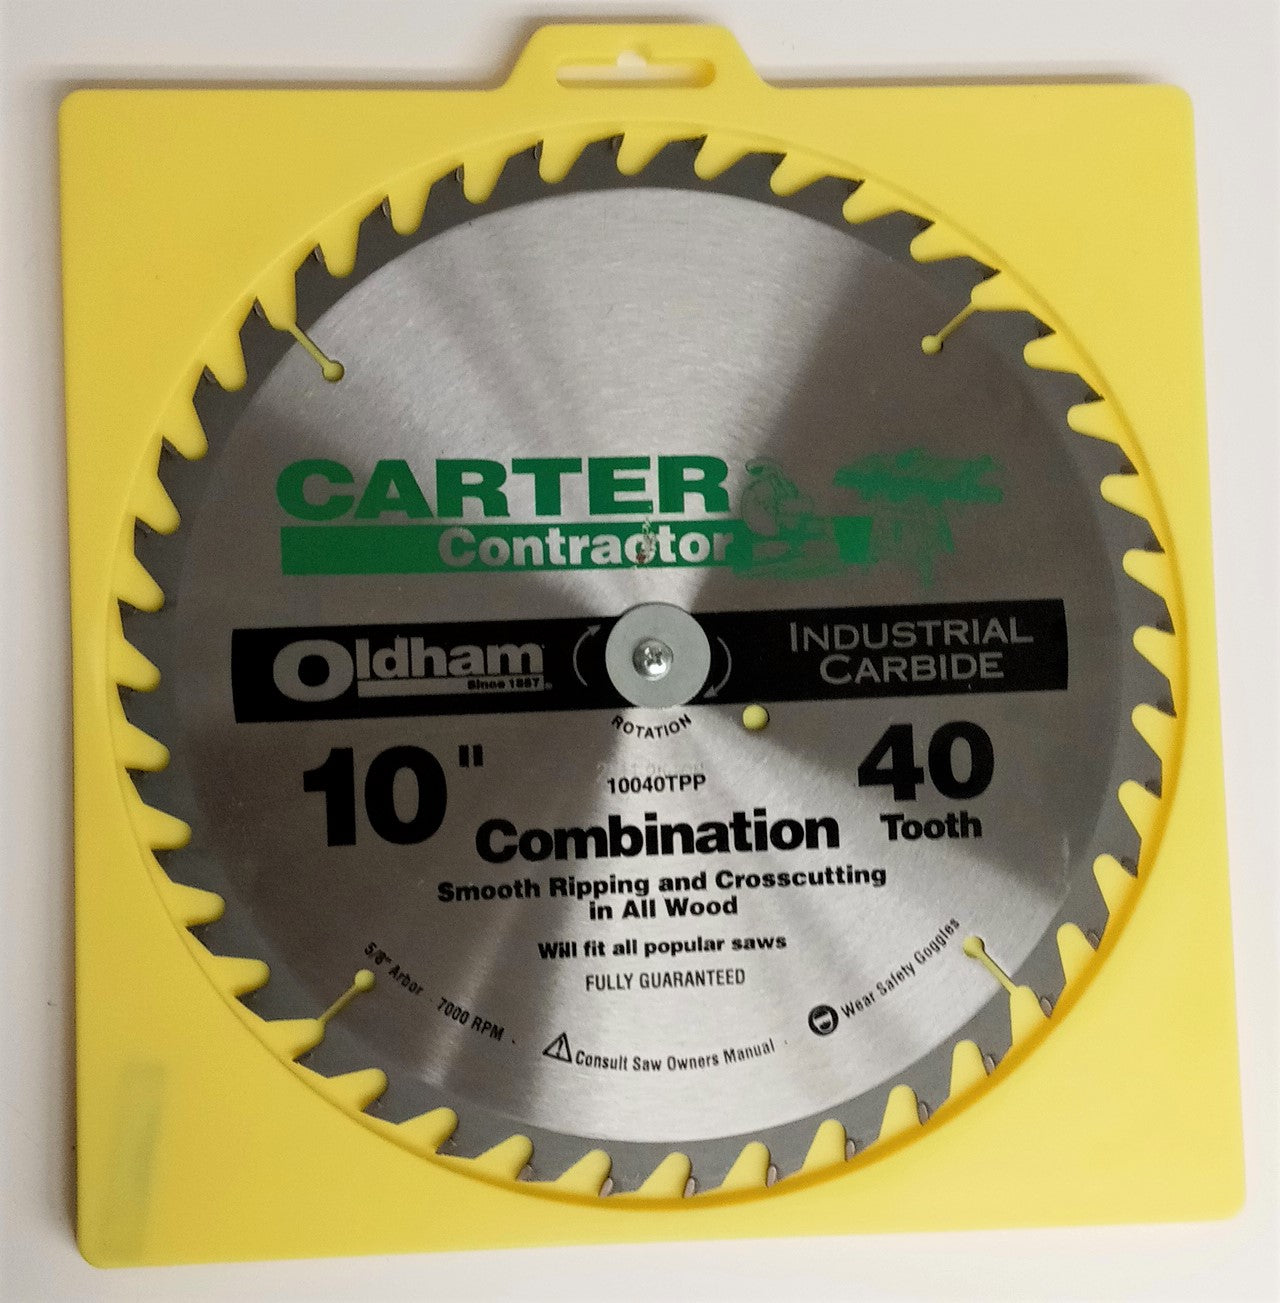 CARTER
Contractor
Oldham
Since 1857
INDUSTRIAL
CARBIDE
ROTATION
10"
10040TPP
40
Tooth
Combination
Smooth Ripping and Crosscutting
in All Wood
Will fit all popular saws
FULLY GUARANTEED
5/8" Arbor · 7000 RPM · Consult Saw Owners Manual · Wear Safety Goggles